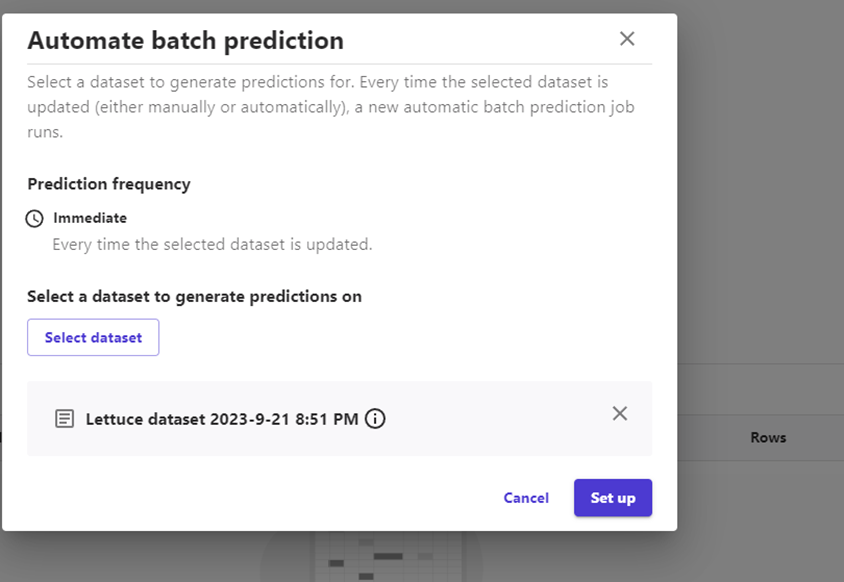 Automate batch prediction
Select a dataset to generate predictions for. Every time the selected dataset is
updated (either manually or automatically), a new automatic batch prediction job
runs.
Prediction frequency
Immediate
Every time the selected dataset is updated.
Select a dataset to generate predictions on
Select dataset
Lettuce dataset 2023-9-21 8:51 PM
Rows
Cancel
Set up